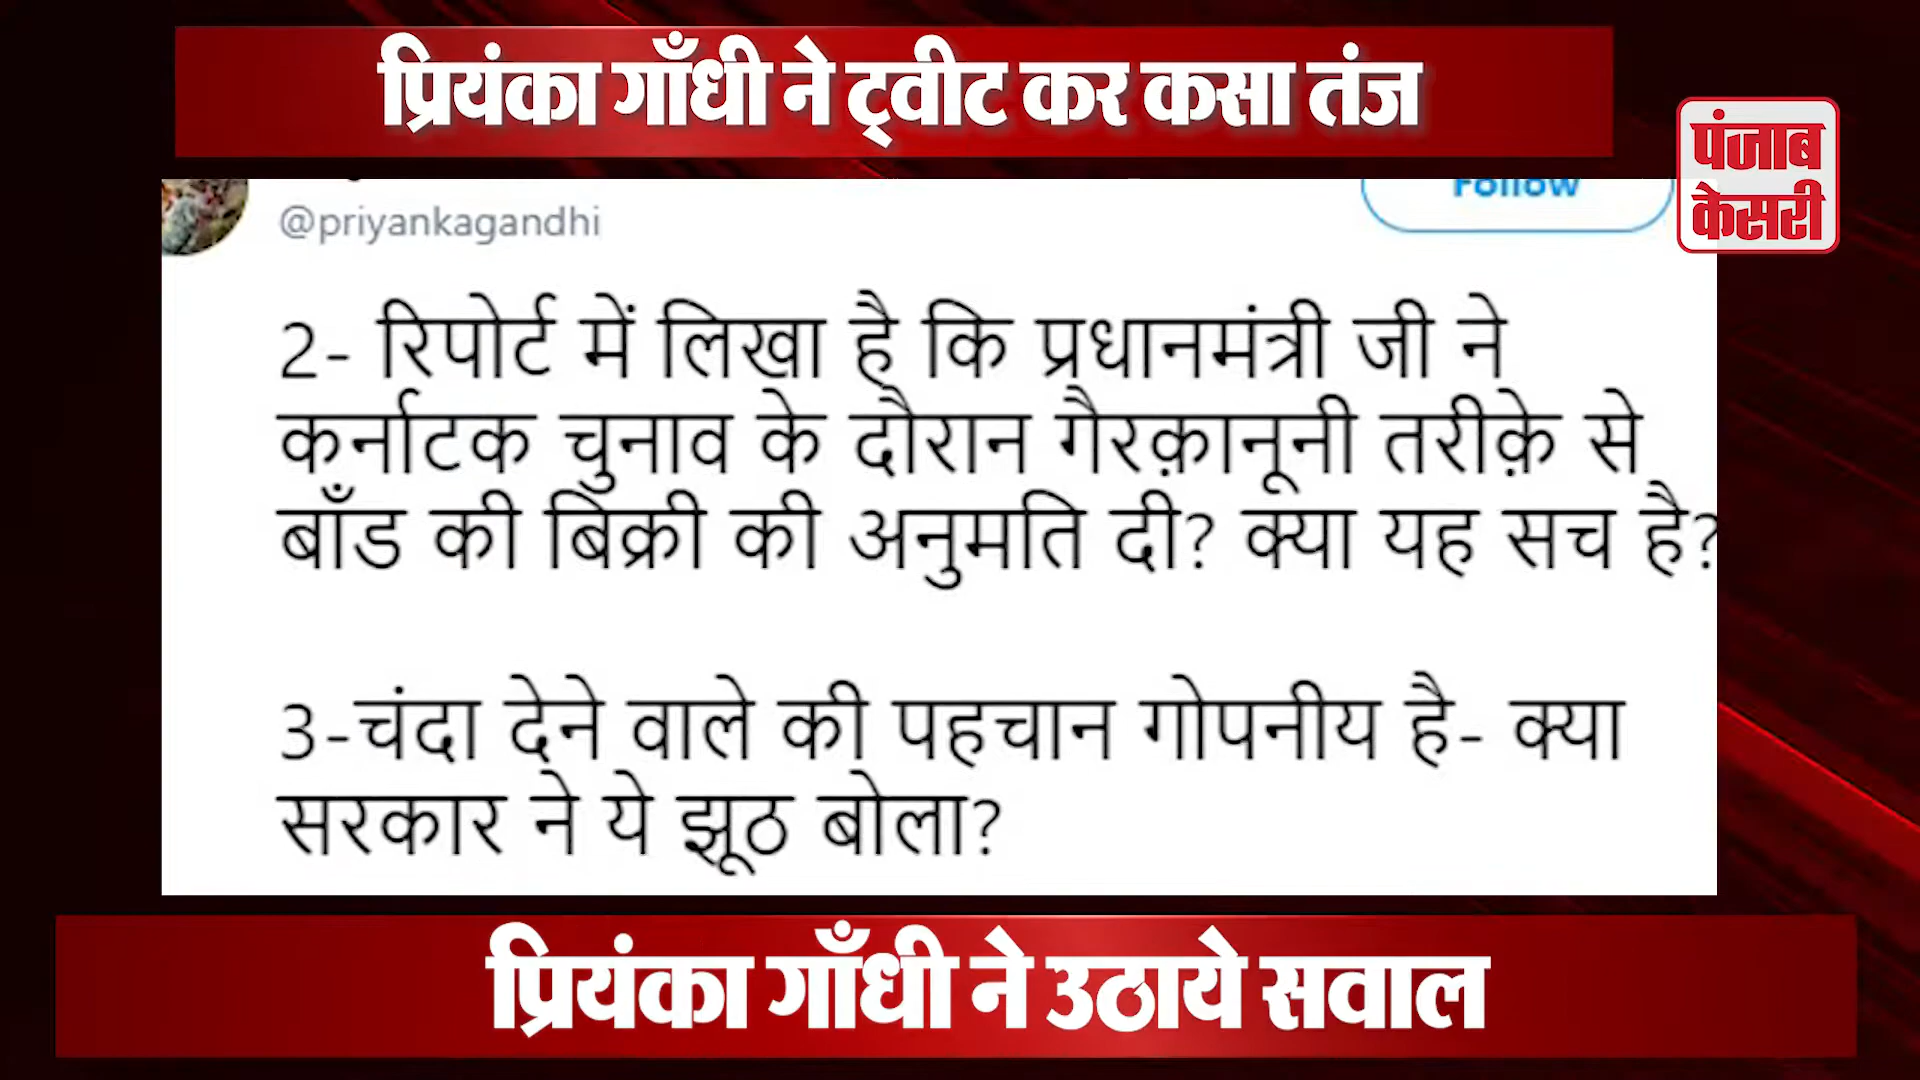 प्रियंका गाँधी ने ट्वीट कर कसा तंज
पंजाब
केसरी
Follow
@priyankagandhi
2- रिपोर्ट में लिखा है कि प्रधानमंत्री जी ने
कर्नाटक चुनाव के दौरान गैरक़ानूनी तरीक़े से
बाँड की बिक्री की अनुमति दी? क्या यह सच है?
3-चंदा देने वाले की पहचान गोपनीय है- क्या
सरकार ने ये झूठ बोला?
प्रियंका गाँधी ने उठाये सवाल